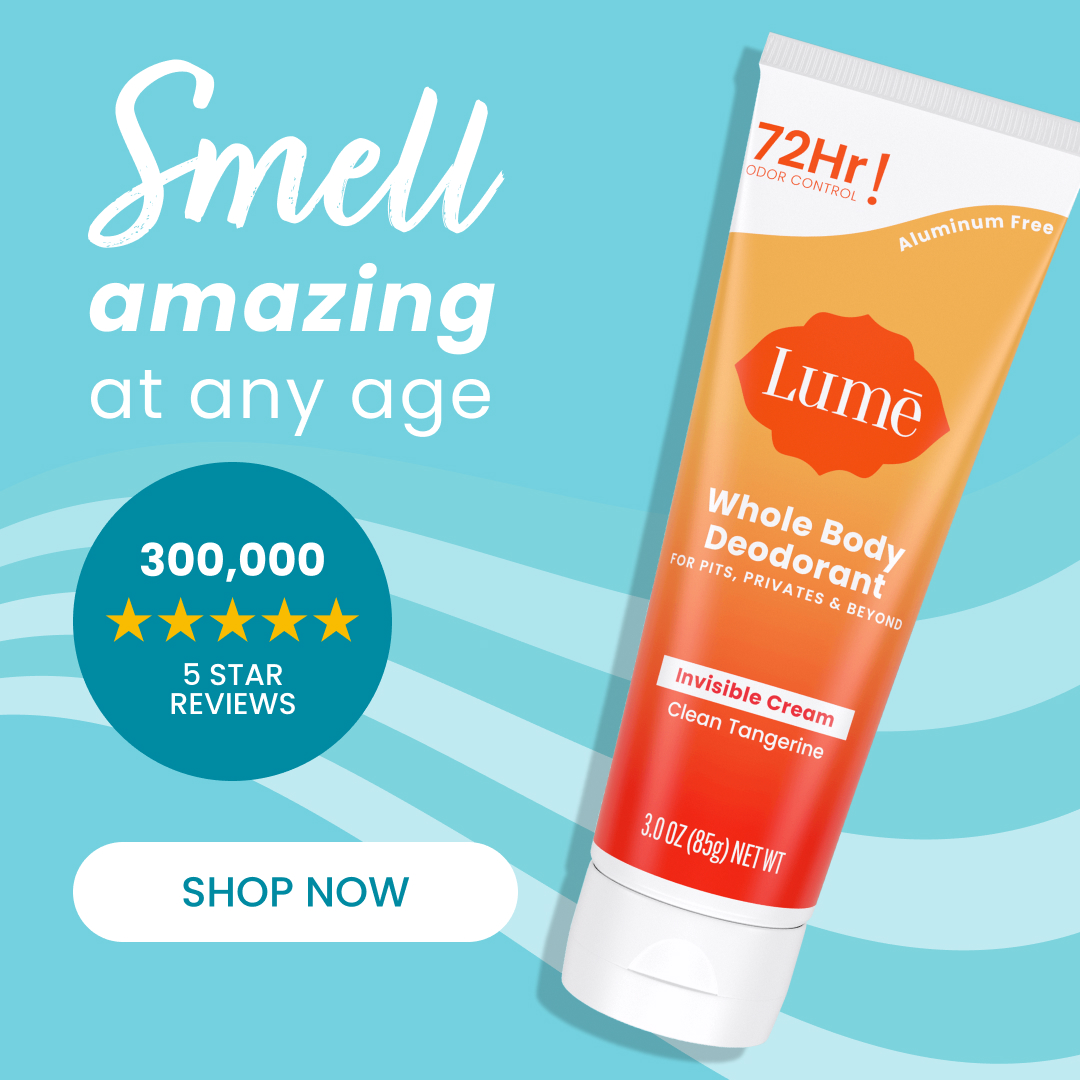 Smell
amazing
at any age
300,000
5 STAR
REVIEWS
SHOP NOW
72Hr!
ODOR CONTROL
Aluminum Free
Lumē
Whole Body
Deodorant
FOR PITS, PRIVATES & BEYOND
Invisible Cream
Clean Tangerine
3.0 OZ (85g) NET WT